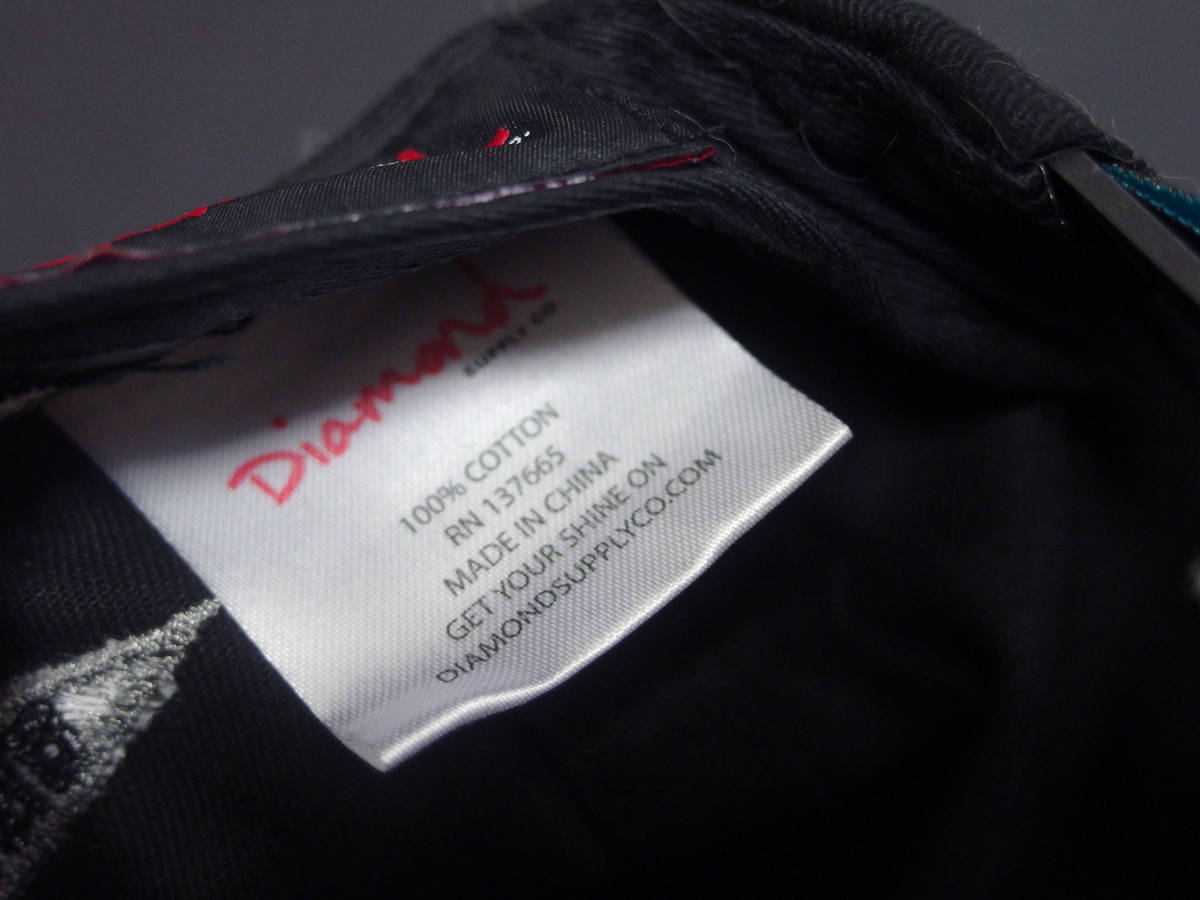 Diamond
SUPPLY CO
100% COTTON
RN 137665
MADE IN CHINA
GET YOUR SHINE ON
DIAMONDSUPPLYCO.COM